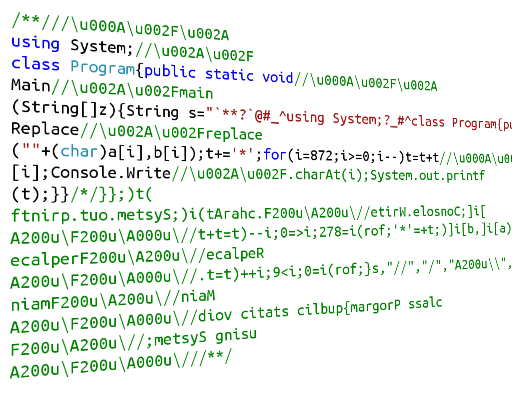 /**///\u000A\u002F\u002A
using System;//\u002A\u002F
class Program{public static void//\u000A\u002F\u002A
Main//\u002A\u002Fmain
(String[]z){String s="`**?`@#_^using System;?_#^class Program{pu
Replace//\u002A\u002Freplace
(""+(char)a[i],b[i]);t+='*';for(i=872;i>=0;i--)t=t+t//\u000A\u00
[i];Console.Write//\u002A\u002F.charAt(i);System.out.printf
(t);}}/*/}};)t(
ftnirp.tuo.metsyS;)i(tArahc.F200u\A200u\//etirW.elosnoC;]i[
A200u\F200u\A000u\//t+t=t)--i;0=>i;278=i(rof;'*'=+t;)]i[b,]i[a)
ecalperF200u\A200u\//ecalpeR
A200u\F200u\A000u\//.t=t)++i;9<i;0=i(rof;}s,"//","/","A200u\\",
niamF200u\A200u\//niaM
A200u\F200u\A000u\//diov citats cilbup{margorP ssalc
F200u\A200u\//;metsyS gnisu
A200u\F200u\A000u\///**/